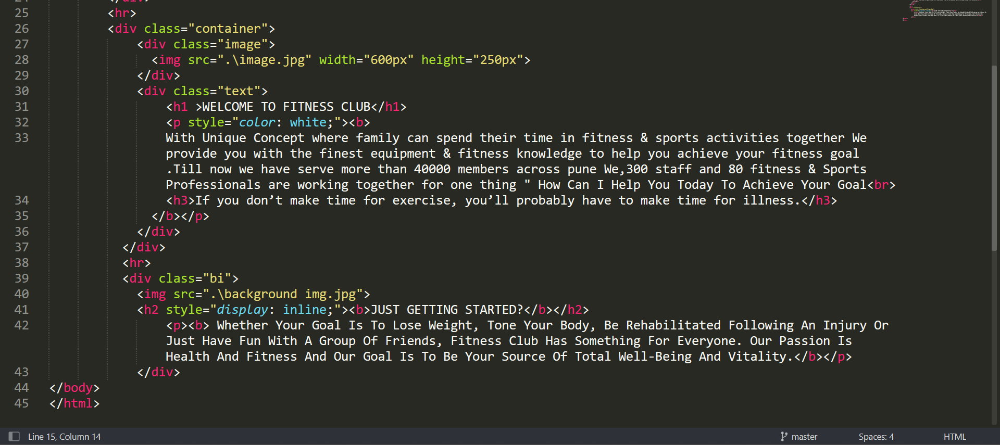 25 <hr>
26 <div class="container">
27 <div class="image">
28 <img src=".\image.jpg" width="600px" height="250px">
29 </div>
30 <div class="text">
31 <h1 >WELCOME TO FITNESS CLUB</h1>
32 <p style="color: white;"><b>
33 With Unique Concept where family can spend their time in fitness & sports activities together We
provide you with the finest equipment & fitness knowledge to help you achieve your fitness goal
.Till now we have serve more than 40000 members across pune We,300 staff and 80 fitness & Sports
Professionals are working together for one thing " How Can I Help You Today To Achieve Your Goal<br>
34 <h3>If you don’t make time for exercise, you’ll probably have to make time for illness.</h3>
35 </b></p>
36 </div>
37 </div>
38 <hr>
39 <div class="bi">
40 <img src=".\background img.jpg">
41 <h2 style="display: inline;"><b>JUST GETTING STARTED?</b></h2>
42 <p><b> Whether Your Goal Is To Lose Weight, Tone Your Body, Be Rehabilitated Following An Injury Or
Just Have Fun With A Group Of Friends, Fitness Club Has Something For Everyone. Our Passion Is
Health And Fitness And Our Goal Is To Be Your Source Of Total Well-Being And Vitality.</b></p>
43 </div>
44 </body>
45 </html>
Line 15, Column 14 master Spaces: 4 HTML